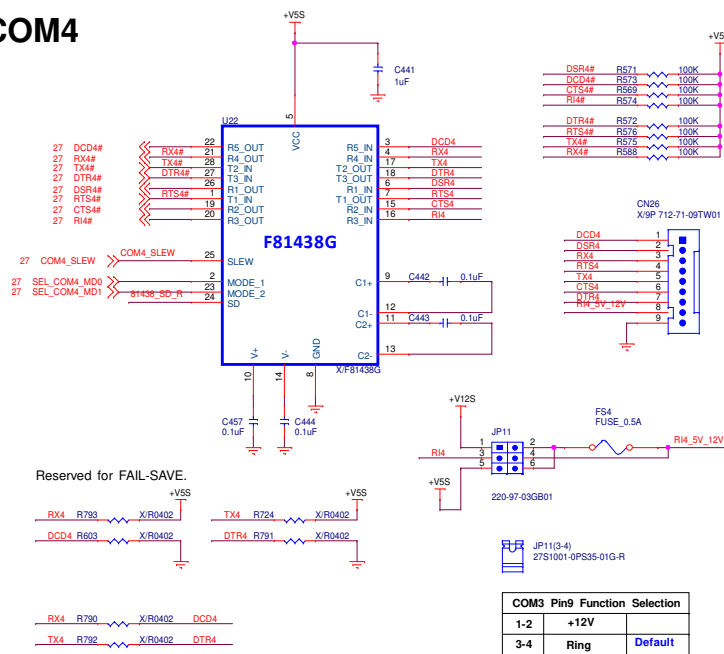 COM4
+V5S
C441
1uF
U22
5
VCC
27 DCD4# 22 R5_OUT R5_IN 3 DCD4
27 RX4# RX4# 21 R4_OUT R4_IN 4 RX4
27 TX4# TX4# 28 T2_IN T2_OUT 17 TX4
27 DTR4# DTR4# 27 T3_IN T3_OUT 18 DTR4
27 DSR4# 26 R1_OUT R1_IN 6 DSR4
27 RTS4# RTS4# 1 T1_IN T1_OUT 7 RTS4
27 CTS4# 19 R2_OUT R2_IN 15 CTS4
27 RI4# 20 R3_OUT R3_IN 16 RI4
F81438G
27 COM4_SLEW COM4_SLEW 25 SLEW
27 SEL_COM4_MD0 2 MODE_1
27 SEL_COM4_MD1 23 MODE_2
81438_SD_R 24 SD
C1+ 9 C442 0.1uF
C1- 12
C2+ 11 C443 0.1uF
C2- 13
V+ V- GND
10 14 8
X/F81438G
C457
0.1uF
C444
0.1uF
+V5
DSR4# R571 100K
DCD4# R573 100K
CTS4# R569 100K
RI4# R574 100K
DTR4# R572 100K
RTS4# R576 100K
TX4# R575 100K
RX4# R588 100K
CN26
X/9P 712-71-09TW01
DCD4 1
DSR4 2
RX4 3
RTS4 4
TX4 5
CTS4 6
DTR4 7
RI4_5V_12V 8
9
+V12S
JP11
1 2
RI4 3 4
5 6
+V5S
220-97-03GB01
FS4
FUSE_0.5A
RI4_5V_12V
JP11(3-4)
27S1001-0PS35-01G-R
Reserved for FAIL-SAVE.
+V5S
RX4 R793 X/R0402
DCD4 R603 X/R0402
+V5S
TX4 R724 X/R0402
DTR4 R791 X/R0402
RX4 R790 X/R0402 DCD4
TX4 R792 X/R0402 DTR4
COM3 Pin9 Function Selection
1-2 +12V
3-4 Ring Default